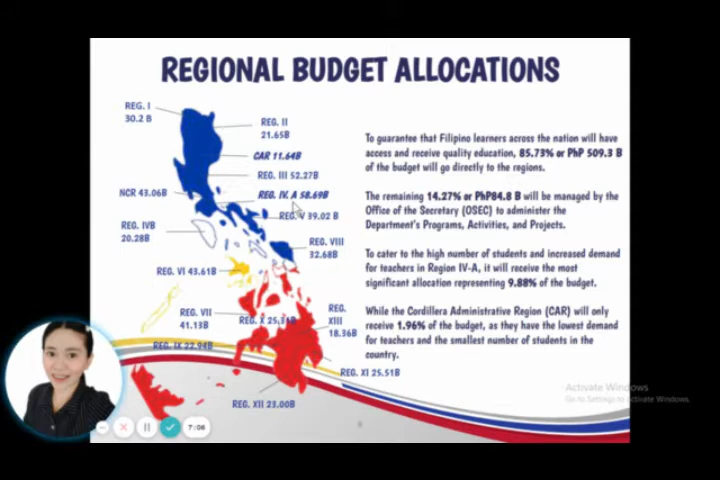 REGIONAL BUDGET ALLOCATIONS
REG. I
30.2 B
REG. II
21.65B
CAR 11.64B
REG. III 52.27B
NCR 43.06B
REG. IV. A 58.69B
REG. V 39.02 B
REG. IVB
20.28B
REG. VIII
32.68B
REG. VI 43.61B
REG. VII
41.13B
REG. X 25.31B
REG.
XIII
18.36B
REG. IX 22.94B
REG. XI 25.51B
REG. XII 23.00B
To guarantee that Filipino learners across the nation will have
access and receive quality education, 85.73% or PhP 509.3 B
of the budget will go directly to the regions.
The remaining 14.27% or PhP84.8 B will be managed by the
Office of the Secretary (OSEC) to administer the
Department's Programs, Activities, and Projects.
To cater to the high number of students and increased demand
for teachers in Region IV-A, it will receive the most
significant allocation representing 9.88% of the budget.
While the Cordillera Administrative Region (CAR) will only
receive 1.96% of the budget, as they have the lowest demand
for teachers and the smallest number of students in the
country.
Activate Windows
Go to Settings to activate Windows.
7:06
8